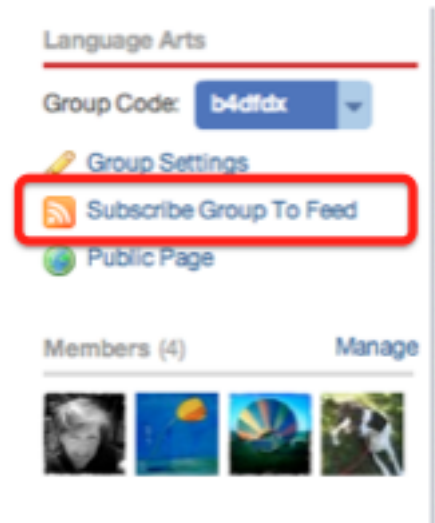 Language Arts
Group Code: b4dfdx
Group Settings
Subscribe Group To Feed
Public Page
Members (4) Manage